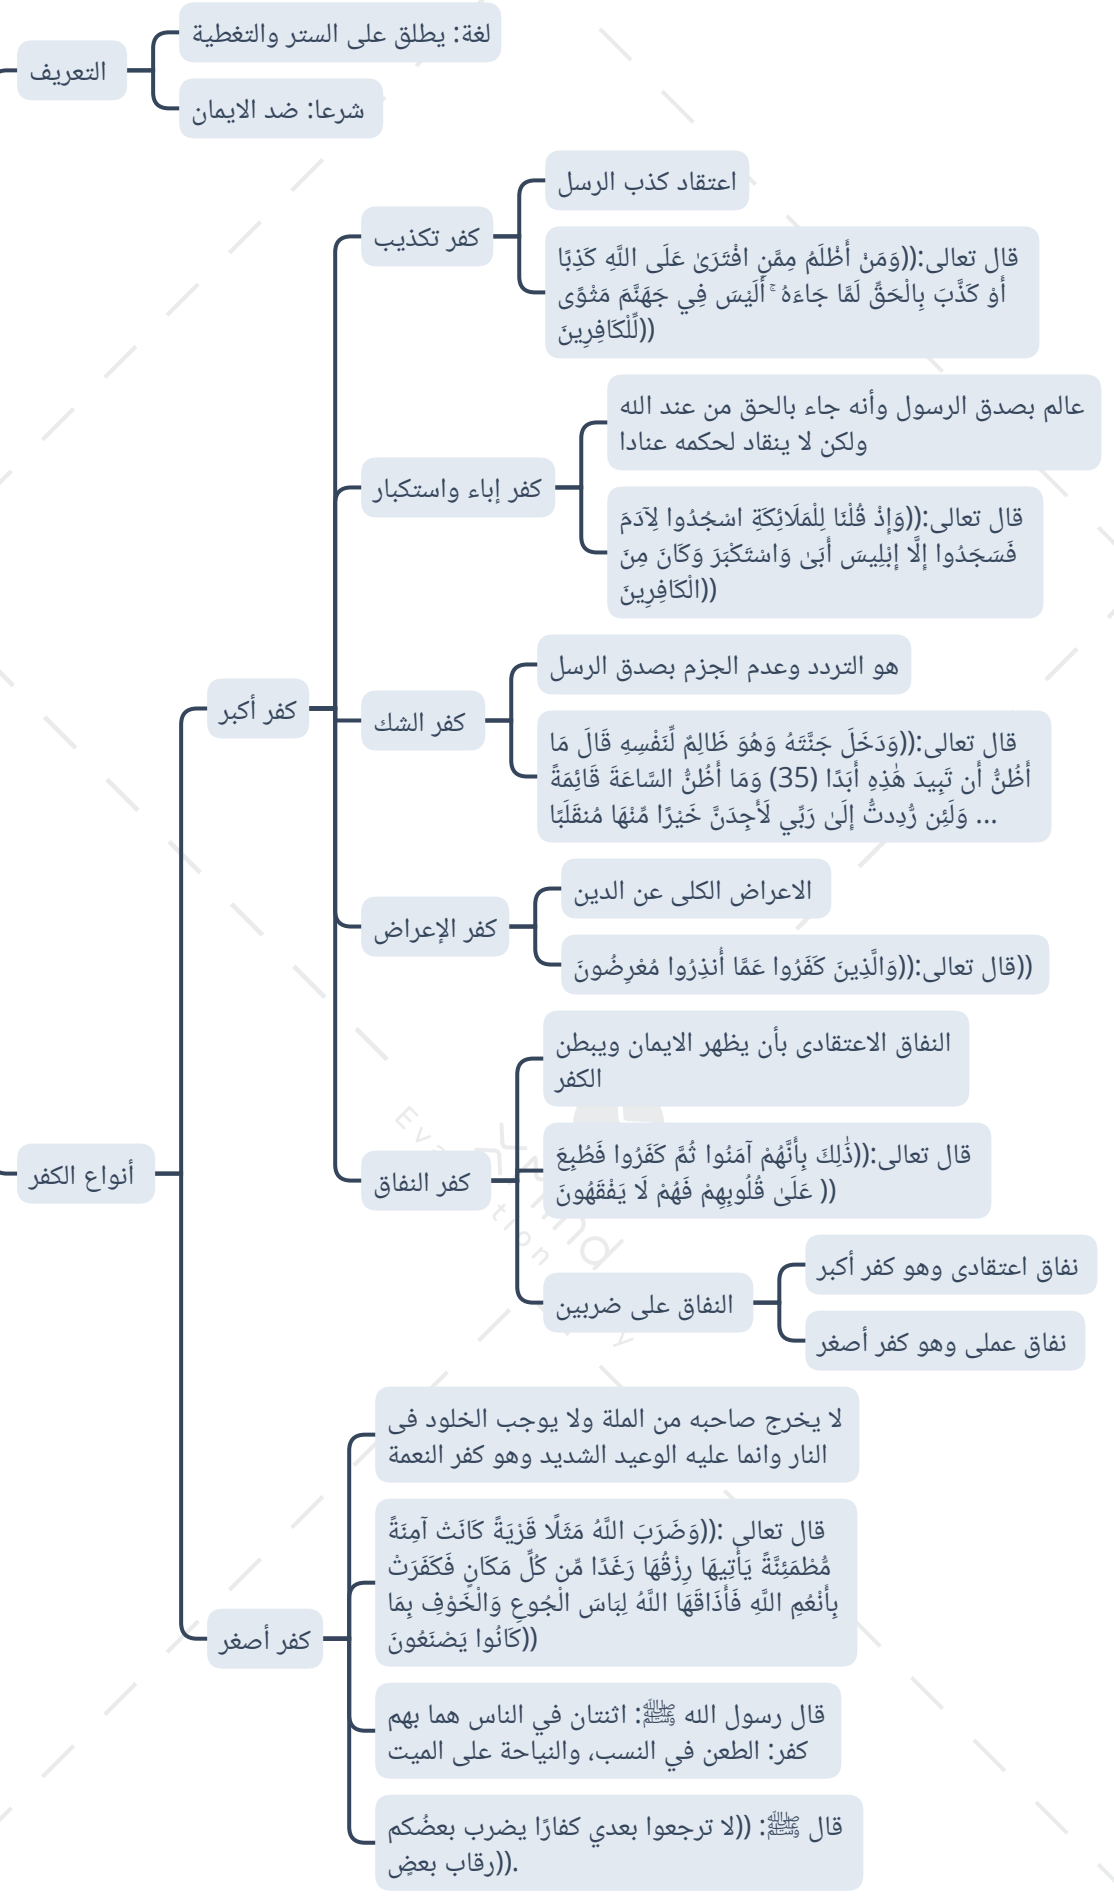 التعريف
لغة: يطلق على الستر والتغطية
شرعا: ضد الايمان
أنواع الكفر
كفر أكبر
كفر تكذيب
اعتقاد كذب الرسل
قال تعالى:((وَمَنْ أَظْلَمُ مِمَّنِ افْتَرَىٰ عَلَى اللَّهِ كَذِبًا
أَوْ كَذَّبَ بِالْحَقِّ لَمَّا جَاءَهُ ۚ أَلَيْسَ فِي جَهَنَّمَ مَثْوًى
((لِّلْكَافِرِينَ
كفر إباء واستكبار
عالم بصدق الرسول وأنه جاء بالحق من عند الله
ولكن لا ينقاد لحكمه عنادا
قال تعالى:((وَإِذْ قُلْنَا لِلْمَلَائِكَةِ اسْجُدُوا لِآدَمَ
فَسَجَدُوا إِلَّا إِبْلِيسَ أَبَىٰ وَاسْتَكْبَرَ وَكَانَ مِنَ
((الْكَافِرِينَ
كفر الشك
هو التردد وعدم الجزم بصدق الرسل
قال تعالى:((وَدَخَلَ جَنَّتَهُ وَهُوَ ظَالِمٌ لِّنَفْسِهِ قَالَ مَا
أَظُنُّ أَن تَبِيدَ هَٰذِهِ أَبَدًا (35) وَمَا أَظُنُّ السَّاعَةَ قَائِمَةً
... وَلَئِن رُّدِدتُّ إِلَىٰ رَبِّي لَأَجِدَنَّ خَيْرًا مِّنْهَا مُنقَلَبًا
كفر الإعراض
الاعراض الكلى عن الدين
((قال تعالى:((وَالَّذِينَ كَفَرُوا عَمَّا أُنذِرُوا مُعْرِضُونَ
كفر النفاق
النفاق الاعتقادى بأن يظهر الايمان ويبطن
الكفر
قال تعالى:((ذَٰلِكَ بِأَنَّهُمْ آمَنُوا ثُمَّ كَفَرُوا فَطُبِعَ
(( عَلَىٰ قُلُوبِهِمْ فَهُمْ لَا يَفْقَهُونَ
النفاق على ضربين
نفاق اعتقادى وهو كفر أكبر
نفاق عملى وهو كفر أصغر
كفر أصغر
لا يخرج صاحبه من الملة ولا يوجب الخلود فى
النار وانما عليه الوعيد الشديد وهو كفر النعمة
قال تعالى :((وَضَرَبَ اللَّهُ مَثَلًا قَرْيَةً كَانَتْ آمِنَةً
مُّطْمَئِنَّةً يَأْتِيهَا رِزْقُهَا رَغَدًا مِّن كُلِّ مَكَانٍ فَكَفَرَتْ
بِأَنْعُمِ اللَّهِ فَأَذَاقَهَا اللَّهُ لِبَاسَ الْجُوعِ وَالْخَوْفِ بِمَا
((كَانُوا يَصْنَعُونَ
قال رسول الله ﷺ: اثنتان في الناس هما بهم
كفر: الطعن في النسب، والنياحة على الميت
قال ﷺ: ((لا ترجعوا بعدي كفارًا يضرب بعضُكم
.((رقاب بعضٍ